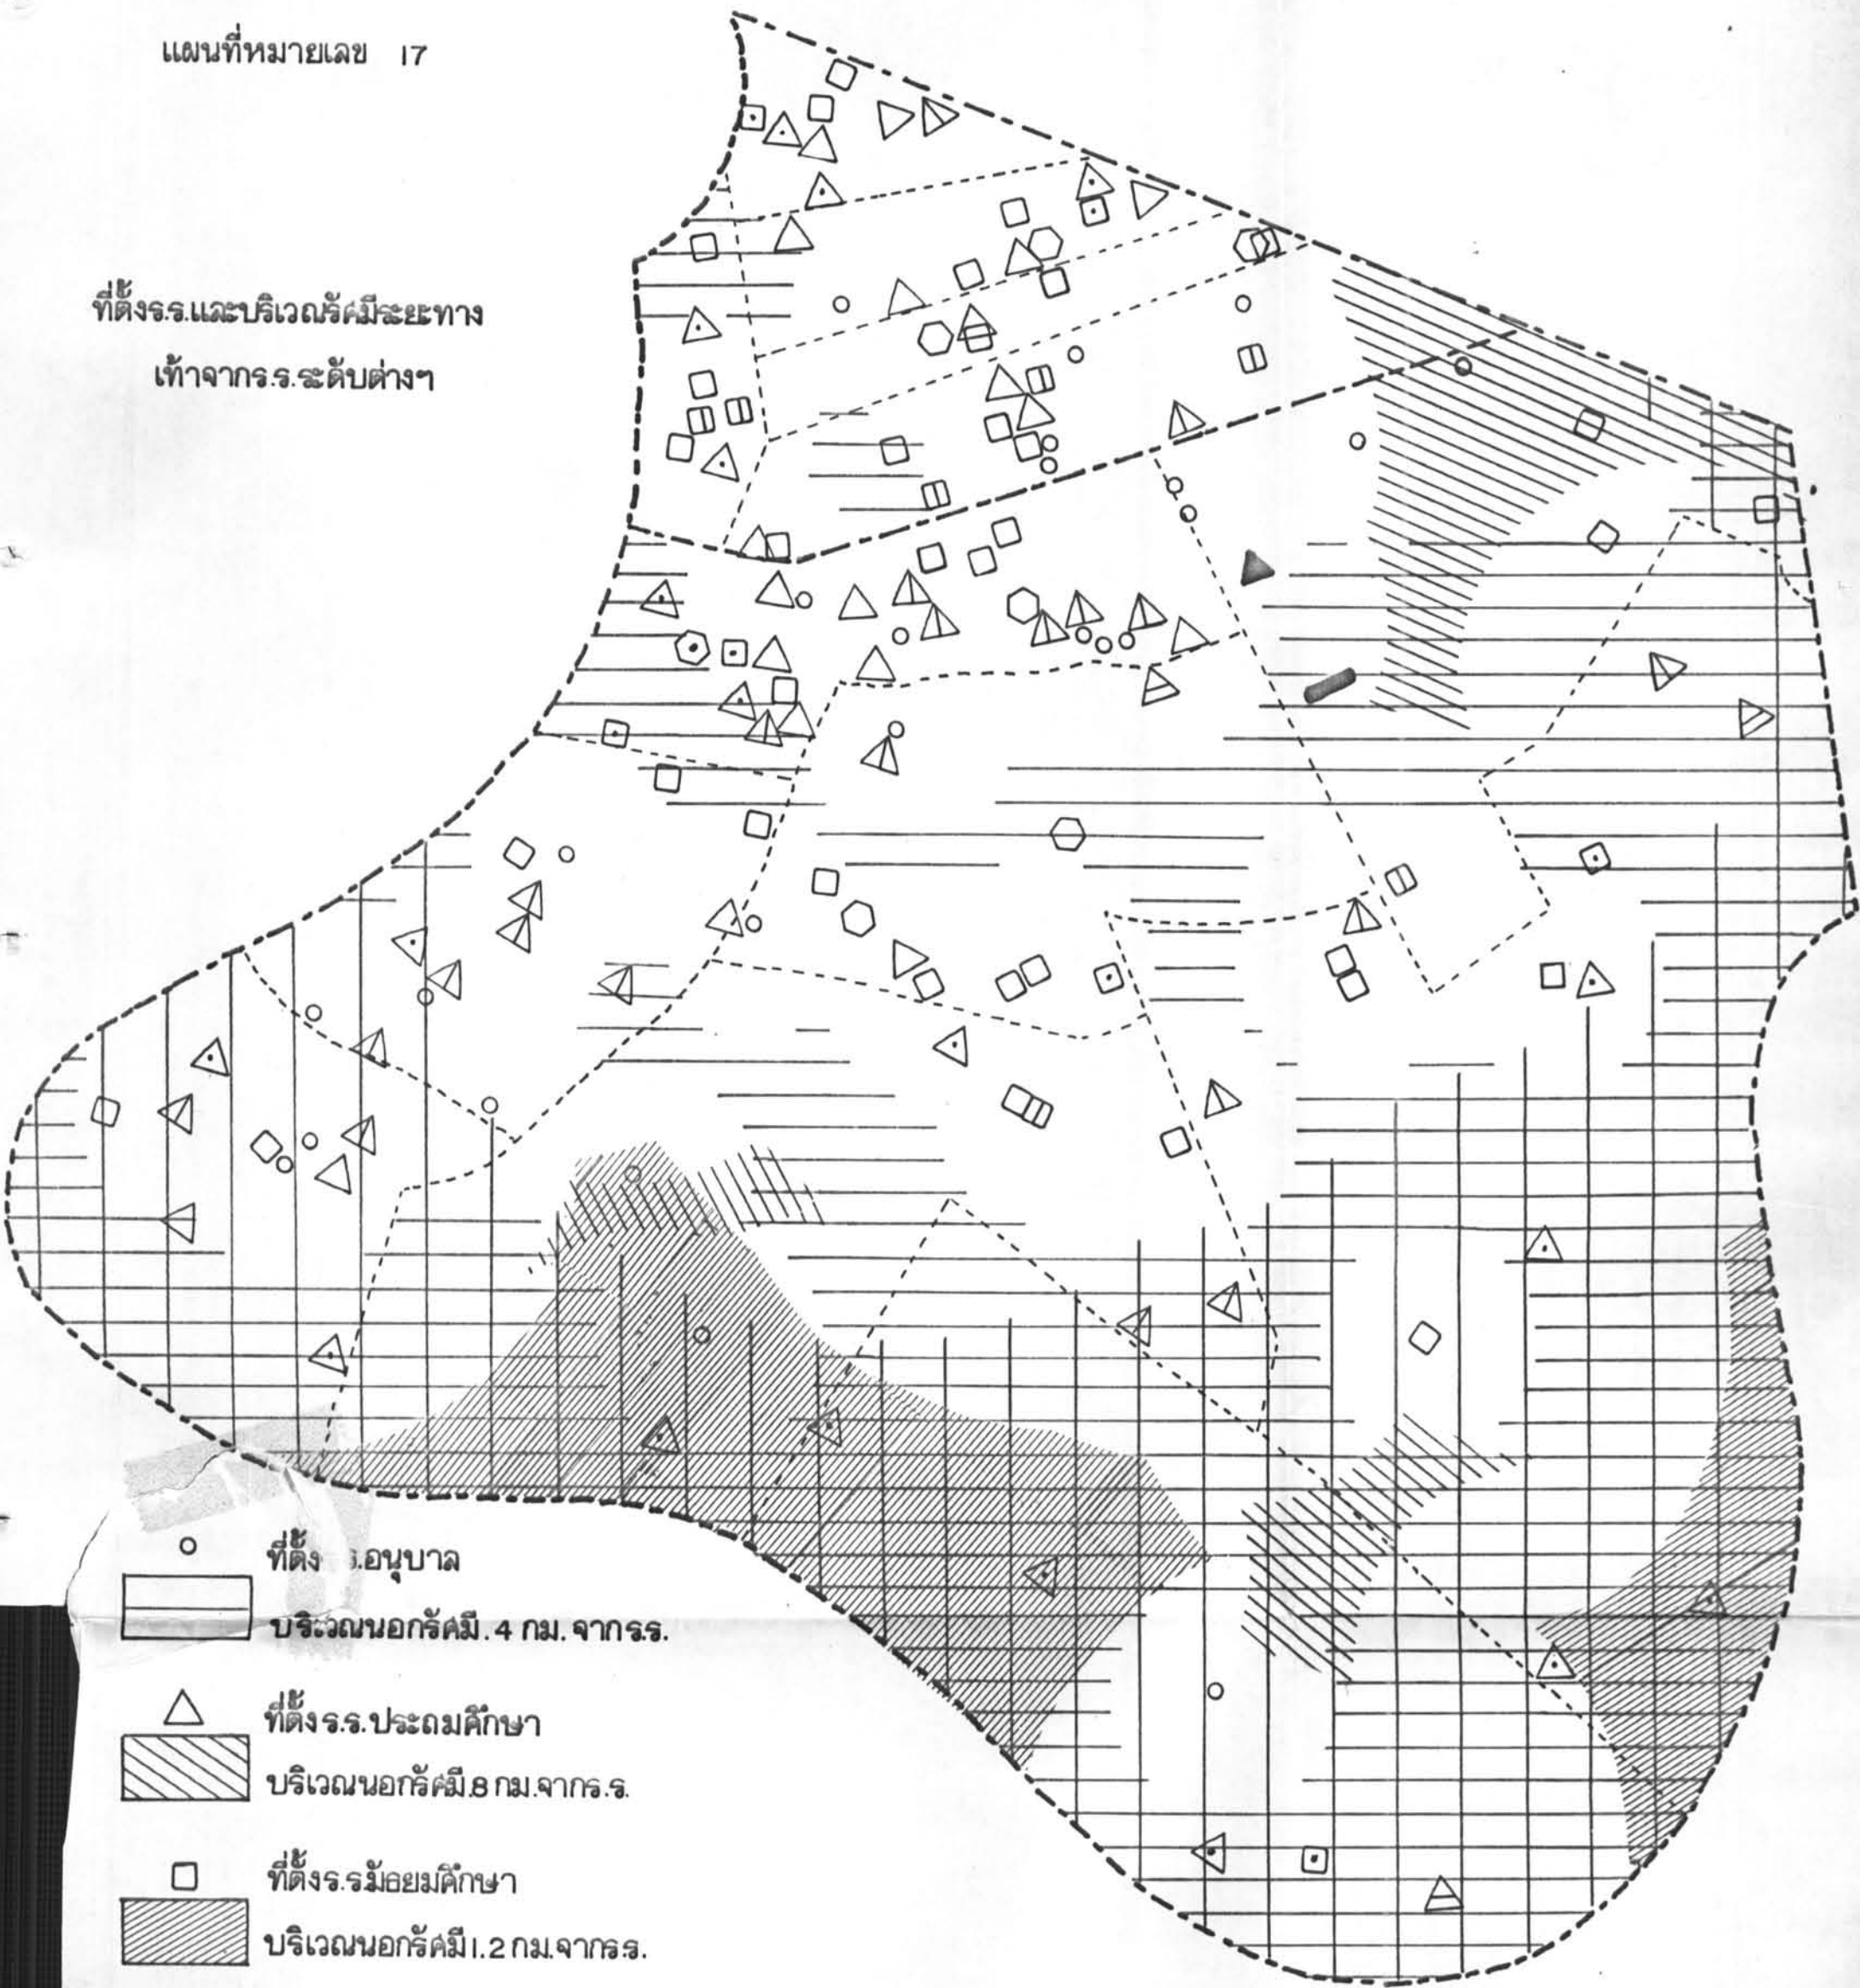 แผนที่หมายเลข 17
ที่ตั้งร.ร.และบริเวณรัศมีระยะทาง
เท้าจากร.ร.ระดับต่างๆ
ที่ตั้ง .อนุบาล
บริเวณนอกรัศมี .4 กม. จากร.ร.
ที่ตั้งร.ร.ประถมศึกษา
บริเวณนอกรัศมี.8 กม.จากร.ร.
ที่ตั้งร.ร.มัธยมศึกษา
บริเวณนอกรัศมี 1.2 กม.จากร.ร.